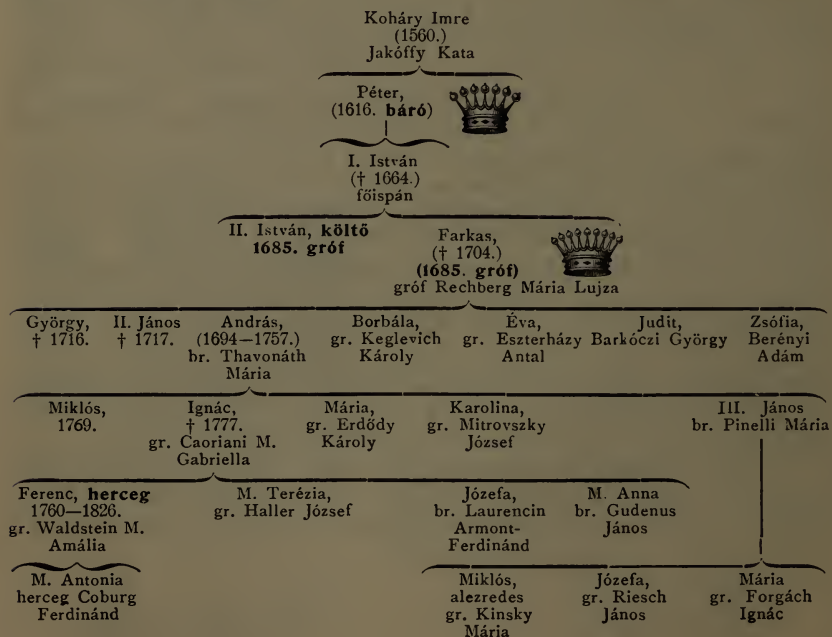 Koháry Imre
(1560.)
Jakóffy Kata
Péter,
(1616. báró)
I. István
(† 1664.)
főispán
II. István, költő
1685. gróf
Farkas,
(† 1704.)
(1685. gróf)
gróf Rechberg Mária Lujza
György,
† 1716.
II. János
† 1717.
András,
(1694—1757.)
br. Thavonáth
Mária
Borbála,
gr. Keglevich
Károly
Éva,
gr. Eszterházy
Antal
Judit,
Barkóczi György
Zsófia,
Berényi
Ádám
Miklós,
1769.
Ignác,
† 1777.
gr. Caoriani M.
Gabriella
Mária,
gr. Erdődy
Károly
Karolina,
gr. Mitrovszky
József
III. János
br. Pinelli Mária
Ferenc, herceg
1760—1826.
gr. Waldstein M.
Amália
M. Terézia,
gr. Haller József
Józefa,
br. Laurencin
Armont-
Ferdinánd
M. Anna
br. Gudenus
János
M. Antonia
herceg Coburg
Ferdinánd
Miklós,
alezredes
gr. Kinsky
Mária
Józefa,
gr. Riesch
János
Mária
gr. Forgách
Ignác